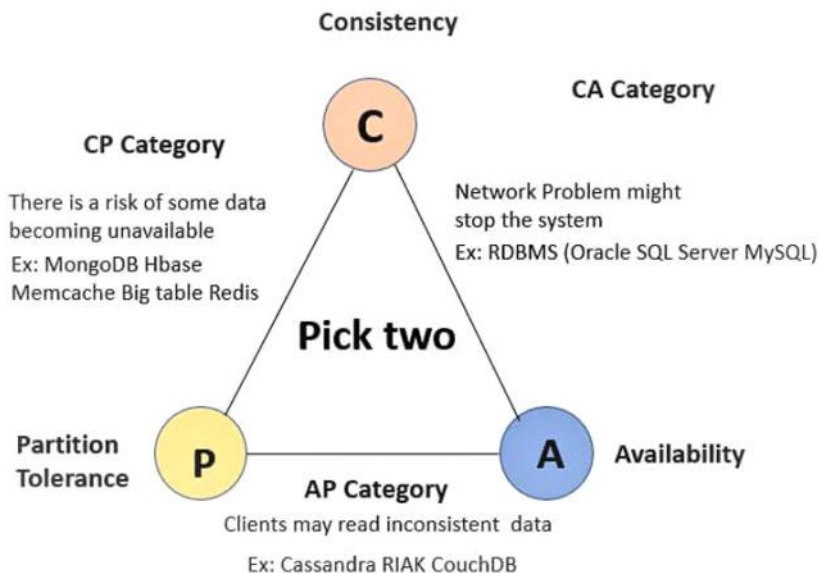 Consistency
CA Category
C
CP Category
There is a risk of some data
becoming unavailable
Ex: MongoDB Hbase
Memcache Big table Redis
Network Problem might
stop the system
Ex: RDBMS (Oracle SQL Server MySQL)
Pick two
Partition
Tolerance
P
A
Availability
AP Category
Clients may read inconsistent data
Ex: Cassandra RIAK CouchDB